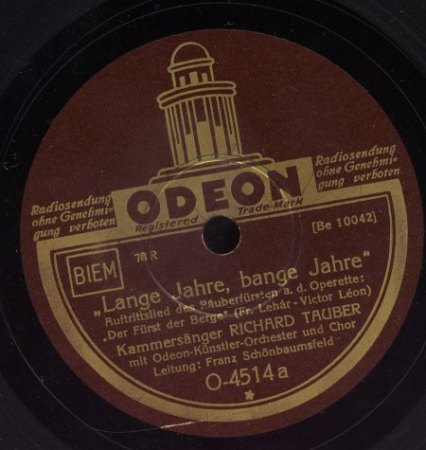 Radiosendung
ohne Genehmi-
gung verboten
Radiosendung
ohne Genehmi-
gung verboten
ODEON
Registered Trade-Mark
[Be 10042]
BIEM
78 R
„Lange Jahre, bange Jahre"
Auftrittslied des Räuberfürsten a. d. Operette:
„Der Fürst der Berge" (Fr. Lehár - Victor Léon)
Kammersänger RICHARD TAUBER
mit Odeon-Künstler-Orchester und Chor
Leitung: Franz Schönbaumsfeld
O-4514a